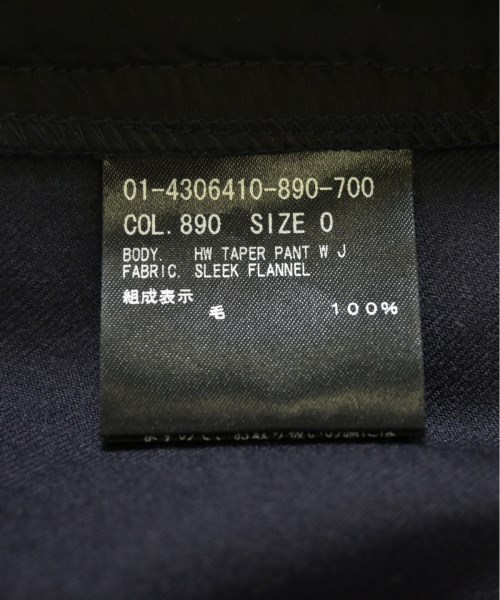 01-4306410-890-700
COL. 890 SIZE 0
BODY. HW TAPER PANT W J
FABRIC. SLEEK FLANNEL
組成表示
毛 100%